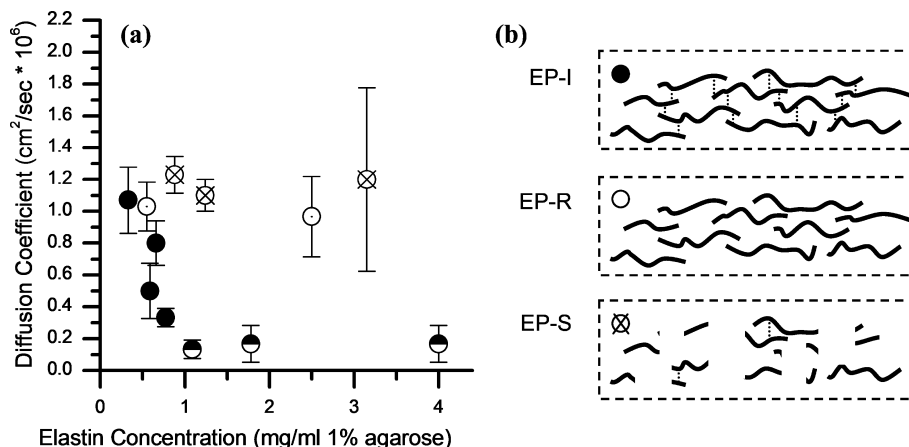 (a)
Diffusion Coefficient (cm²/sec * 10⁶)
2.2
2.0
1.8
1.6
1.4
1.2
1.0
0.8
0.6
0.4
0.2
0.0
0
1
2
3
4
Elastin Concentration (mg/ml 1% agarose)
(b)
EP-I
EP-R
EP-S